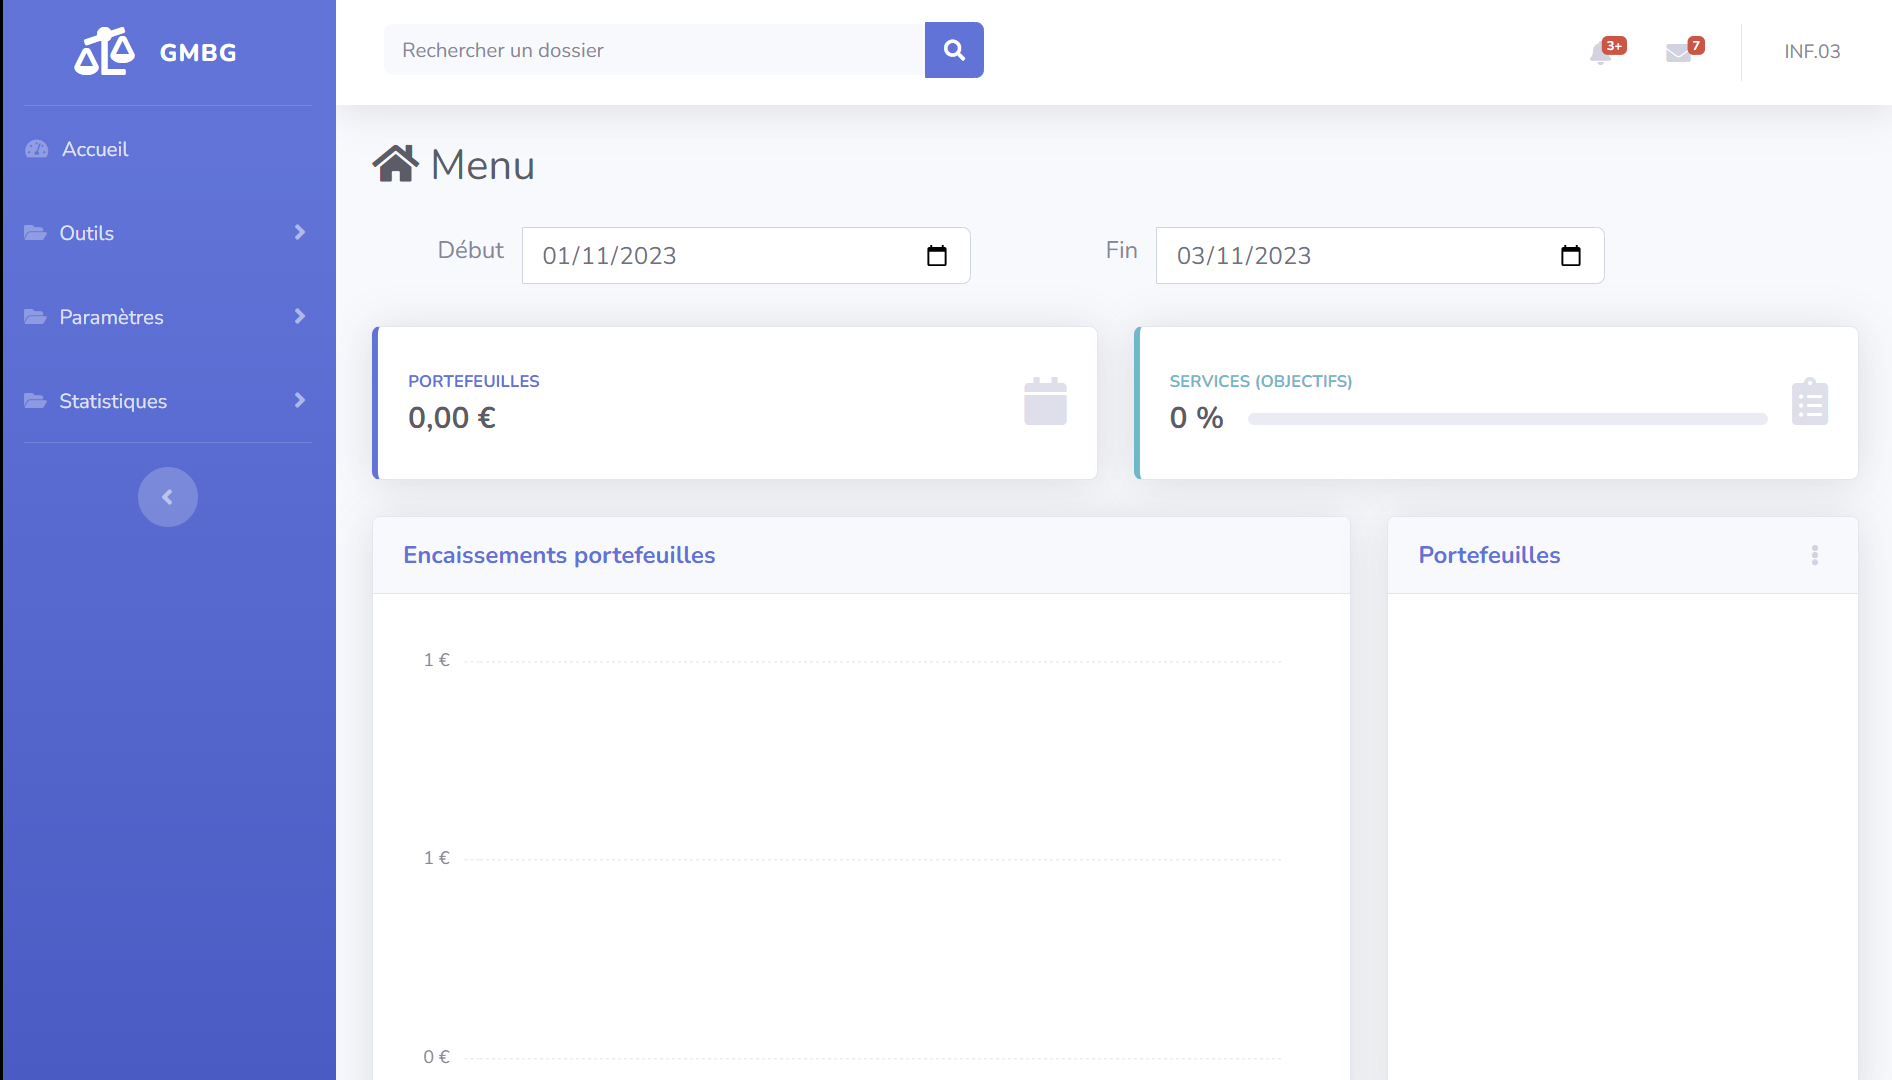 GMBG
Rechercher un dossier
3+
7
INF.03
Accueil
Outils
Paramètres
Statistiques
Menu
Début
01/11/2023
Fin
03/11/2023
PORTEFEUILLES
0,00 €
SERVICES (OBJECTIFS)
0 %
Encaissements portefeuilles
1 €
1 €
0 €
Portefeuilles